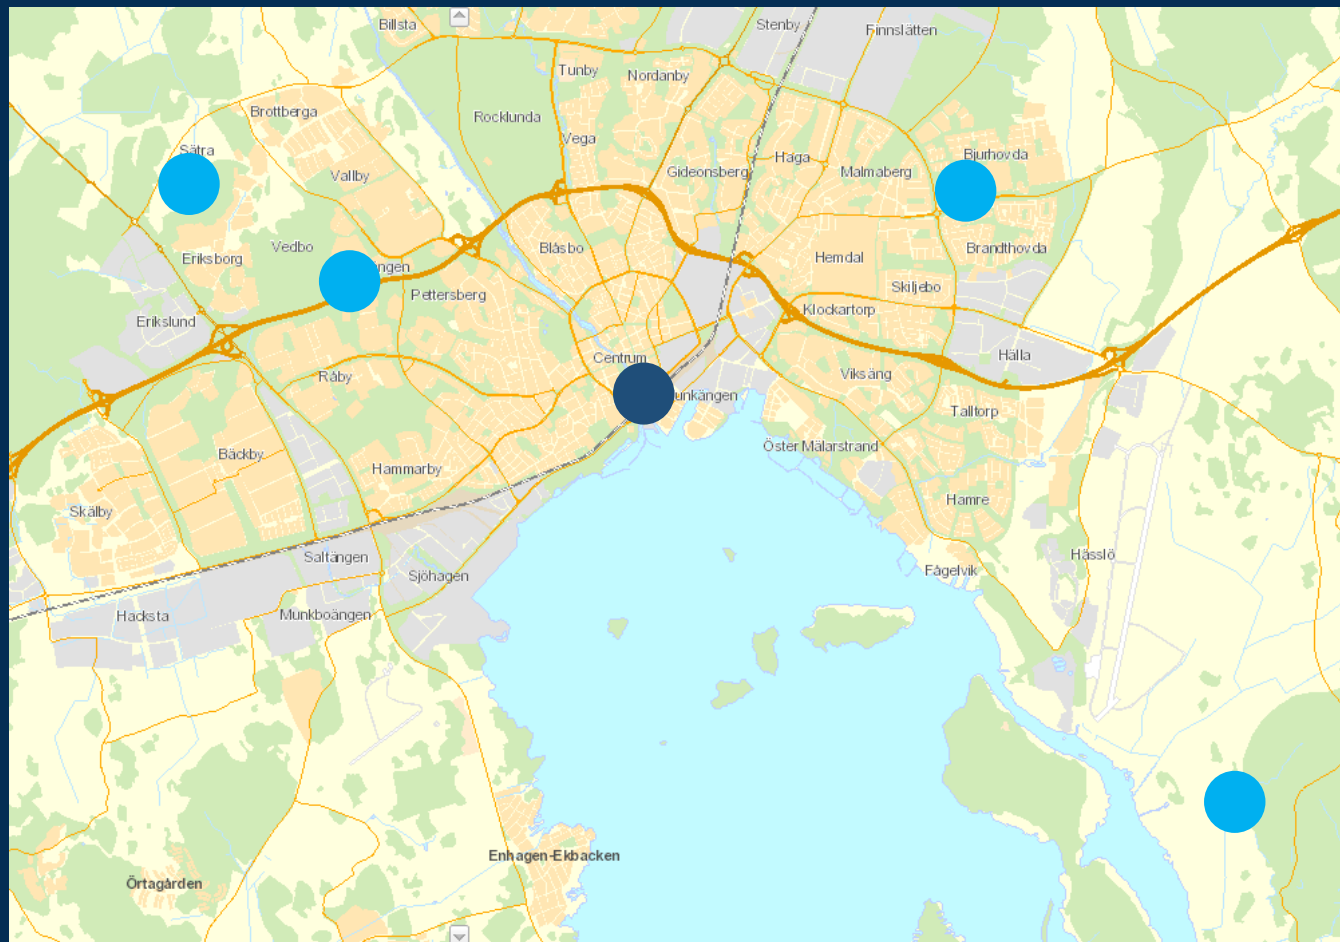 Billsta
Stenby
Finnslätten
Tunby
Nordanby
Brottberga
Rocklunda
Vega
Sätra
Haga
Bjurhovda
Vallby
Gideonsberg
Malmaberg
Vedbo
Blåsbo
Brandthovda
Eriksborg
Hemdal
Pettersberg
Skiljebo
Klockartorp
Erikslund
Centrum
Hälla
Råby
Viksäng
Talltorp
Öster Mälarstrand
Bäckby
Hammarby
Hamre
Skälby
Saltängen
Hässlö
Sjöhagen
Fågelvik
Hacksta
Munkboängen
Enhagen-Ekbacken
Örtagården